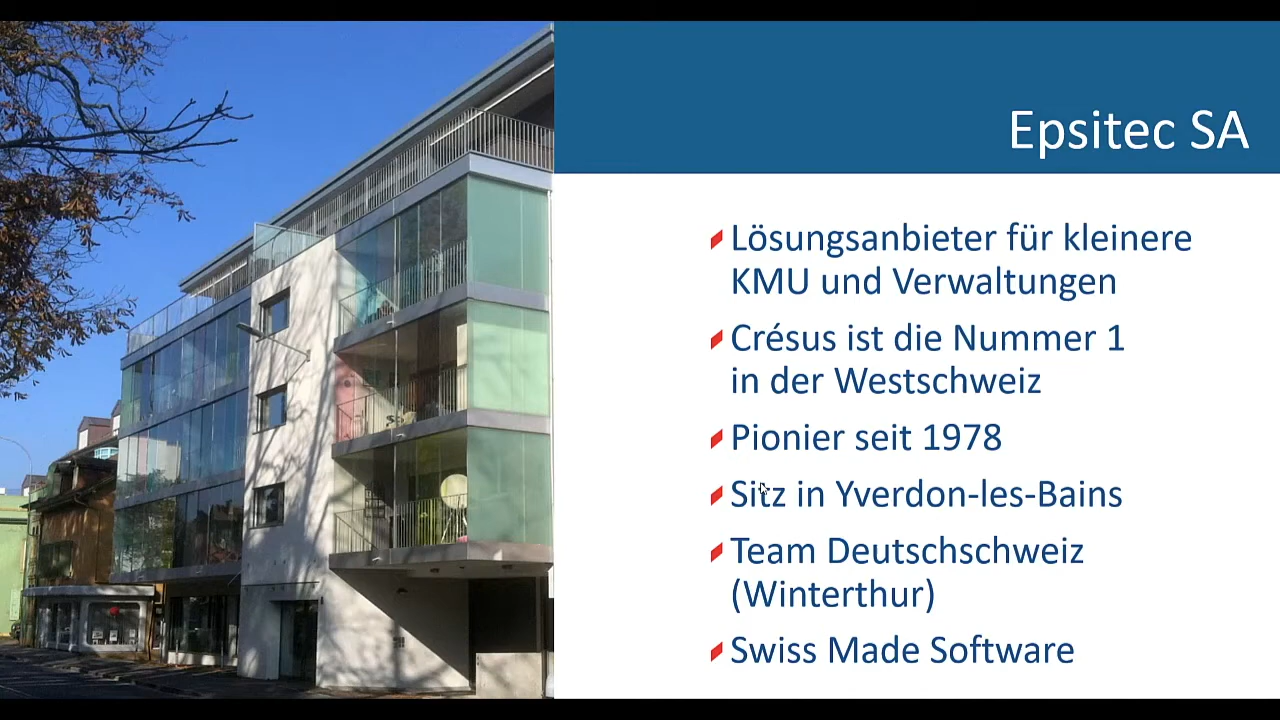 Epsitec SA
Lösungsanbieter für kleinere
KMU und Verwaltungen
Crésus ist die Nummer 1
in der Westschweiz
Pionier seit 1978
Sitz in Yverdon-les-Bains
Team Deutschschweiz
(Winterthur)
Swiss Made Software